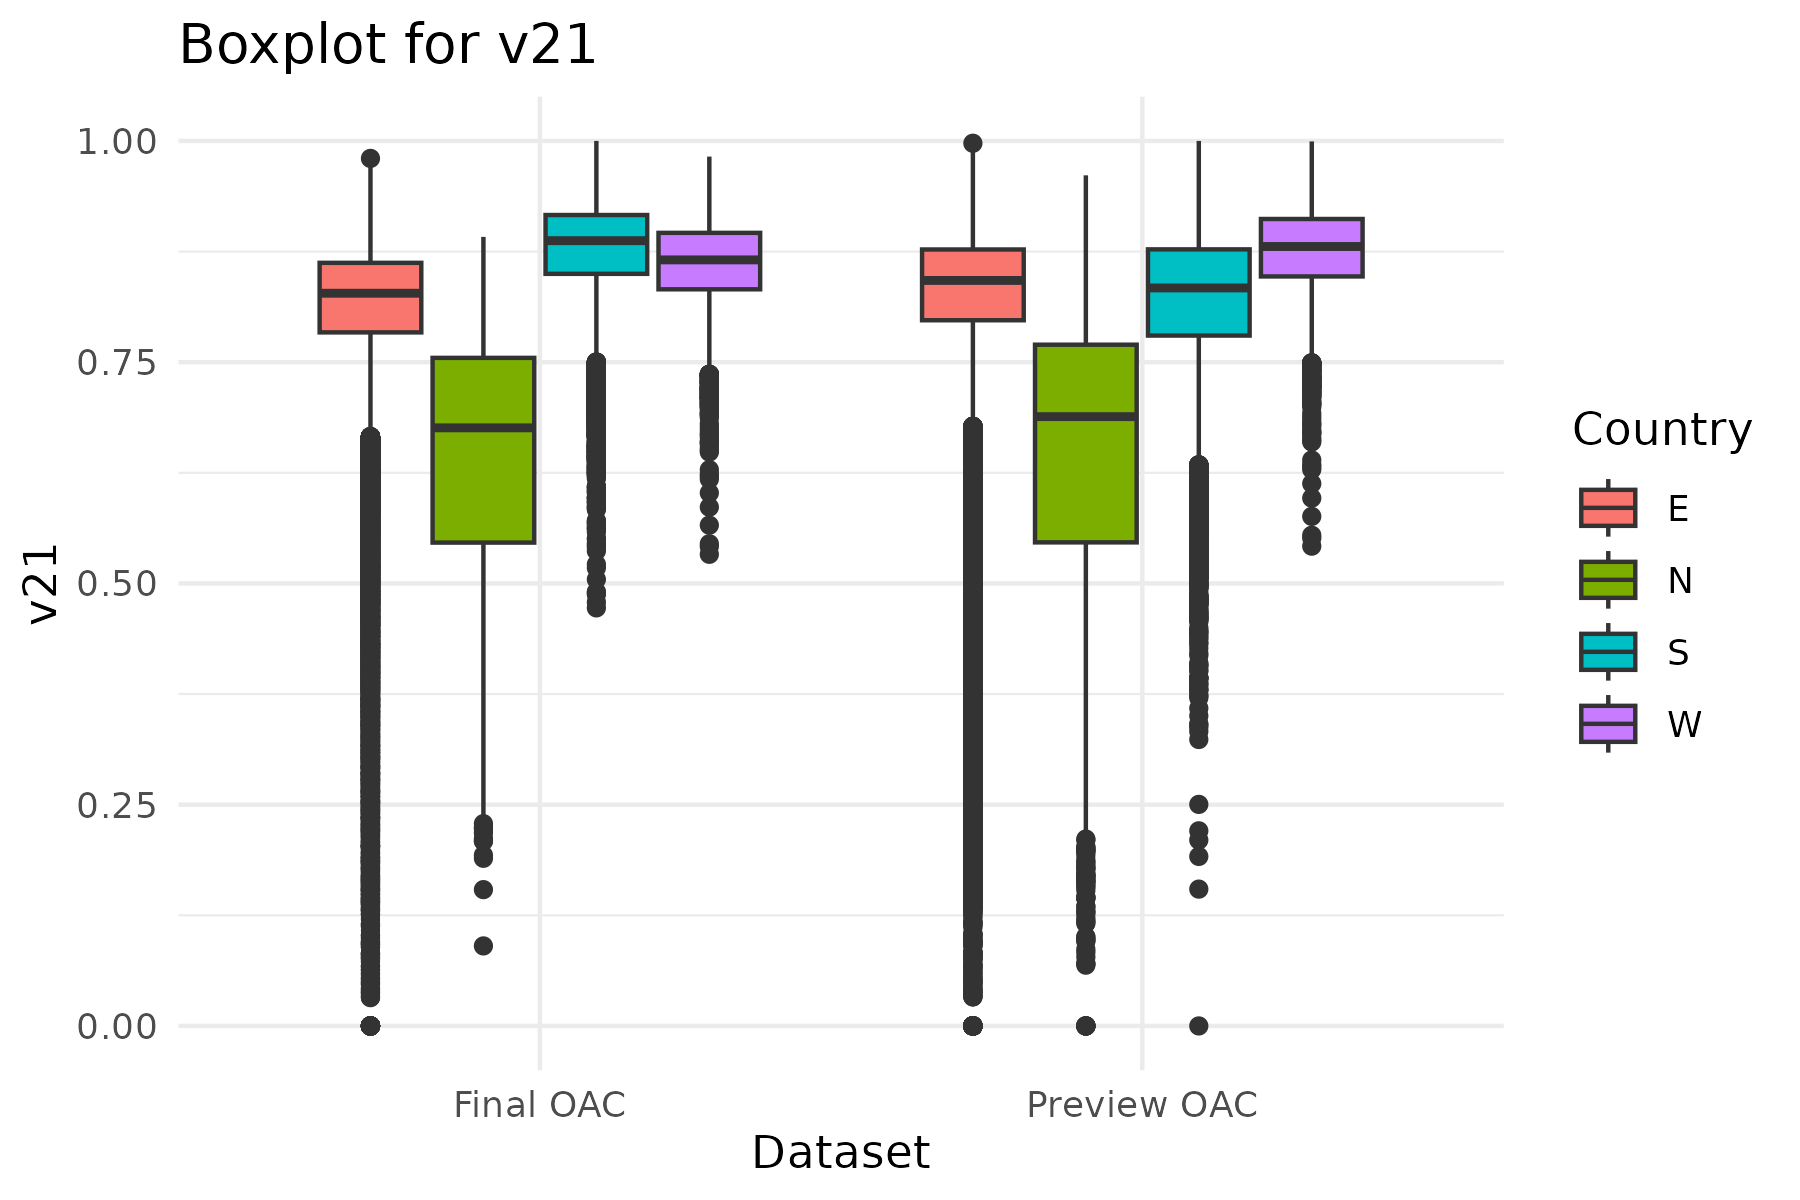 Boxplot for v21
1.00
0.75
0.50
0.25
0.00
v21
Final OAC
Preview OAC
Dataset
Country
E
N
S
W